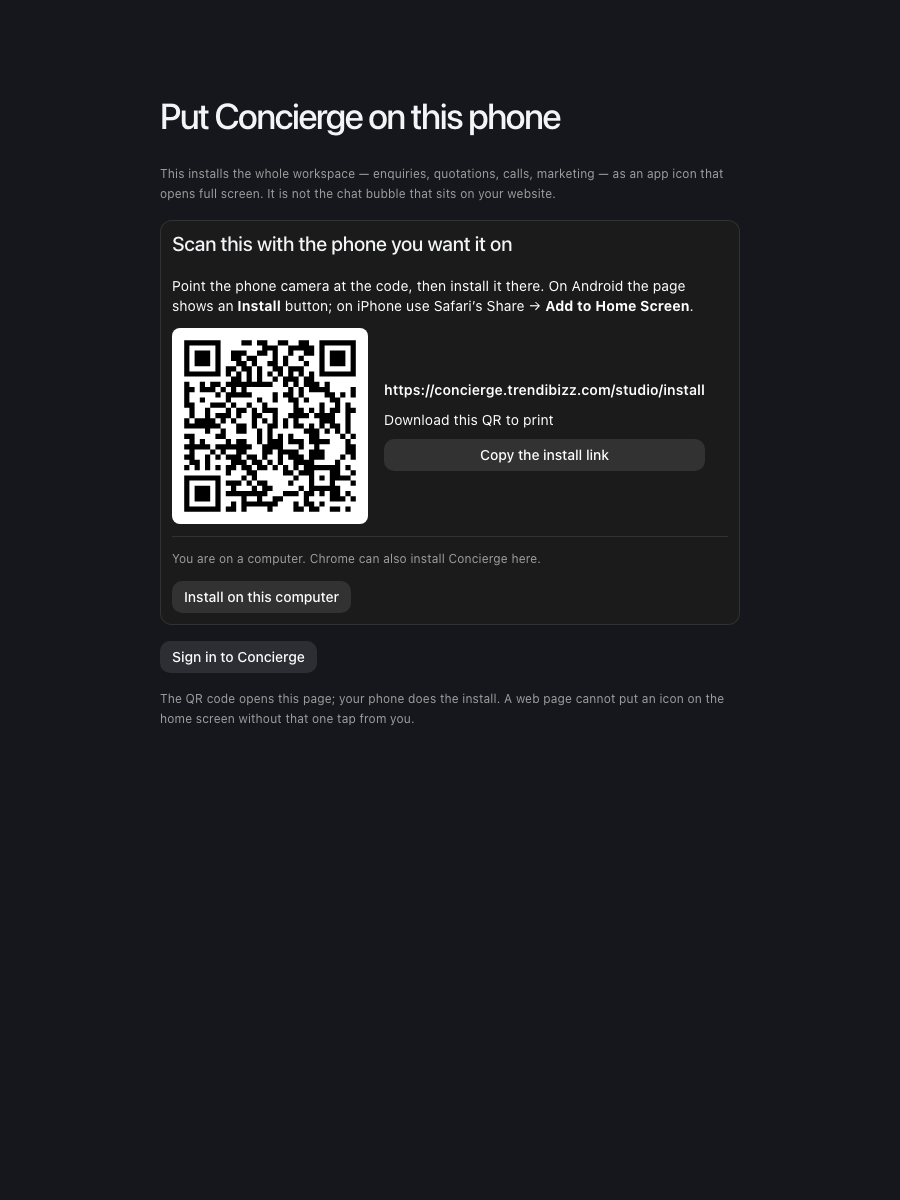 Put Concierge on this phone
This installs the whole workspace — enquiries, quotations, calls, marketing — as an app icon that
opens full screen. It is not the chat bubble that sits on your website.
Scan this with the phone you want it on
Point the phone camera at the code, then install it there. On Android the page
shows an Install button; on iPhone use Safari's Share → Add to Home Screen.
https://concierge.trendibizz.com/studio/install
Download this QR to print
Copy the install link
You are on a computer. Chrome can also install Concierge here.
Install on this computer
Sign in to Concierge
The QR code opens this page; your phone does the install. A web page cannot put an icon on the
home screen without that one tap from you.